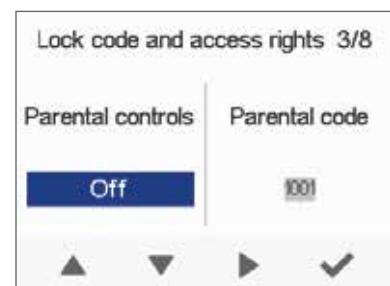 Lock code and access rights 3/8
Parental controls
Parental code
Off
1001